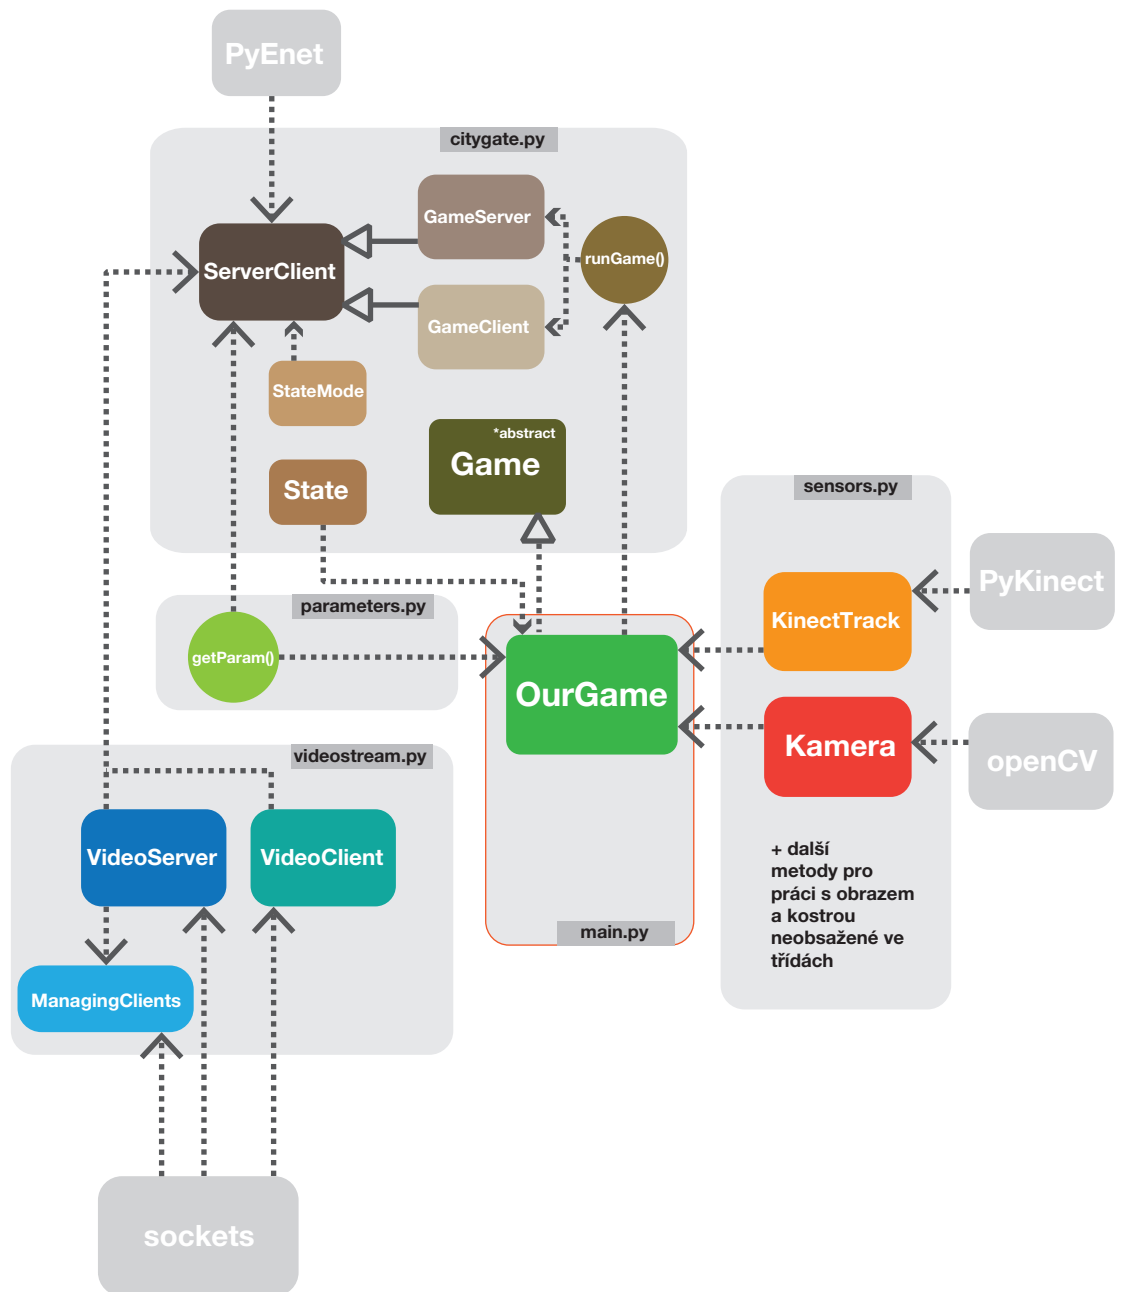 PyEnet
citygate.py
GameServer
ServerClient
runGame()
GameClient
StateMode
*abstract
Game
State
sensors.py
PyKinect
KinectTrack
parameters.py
getParam()
OurGame
Kamera
openCV
videostream.py
VideoServer
VideoClient
+ další
metody pro
práci s obrazem
a kostrou
neobsažené ve
třídách
main.py
ManagingClients
sockets